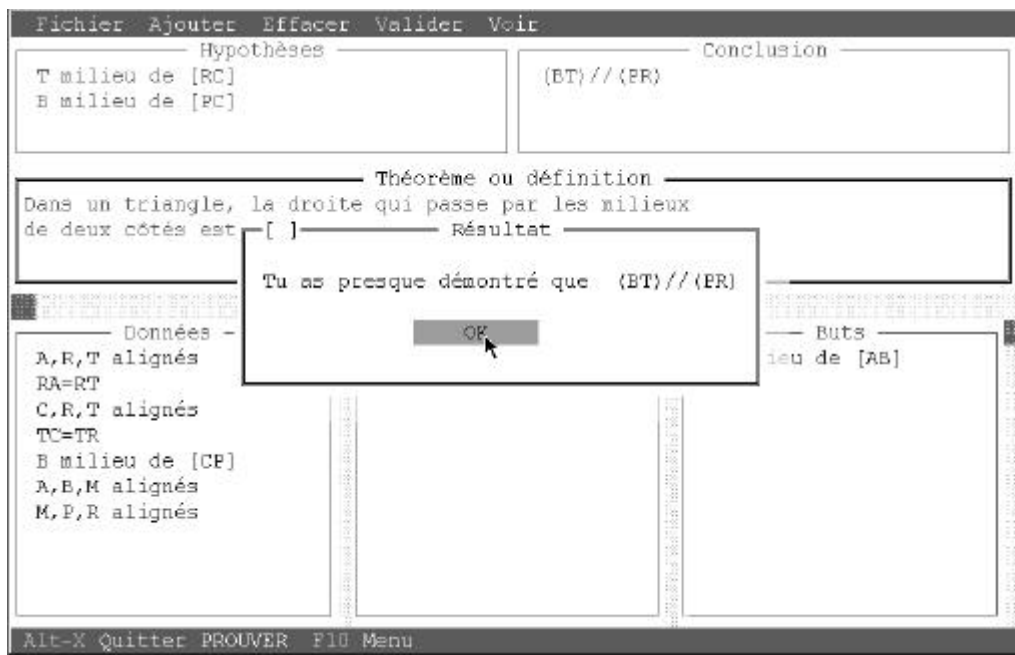 Fichier Ajouter Effacer Valider Voir
Hypothèses
T milieu de [RC]
B milieu de [PC]
Conclusion
(BT)//(PR)
Théorème ou définition
Dans un triangle, la droite qui passe par les milieux
de deux côtés est
[ ] Résultat
Tu as presque démontré que (BT)//(PR)
OK
Données
A,R,T alignés
RA=RT
C,R,T alignés
TC=TR
B milieu de [CP]
A,B,M alignés
M,P,R alignés
Buts
ieu de [AB]
Alt-X Quitter PROUVER F10 Menu